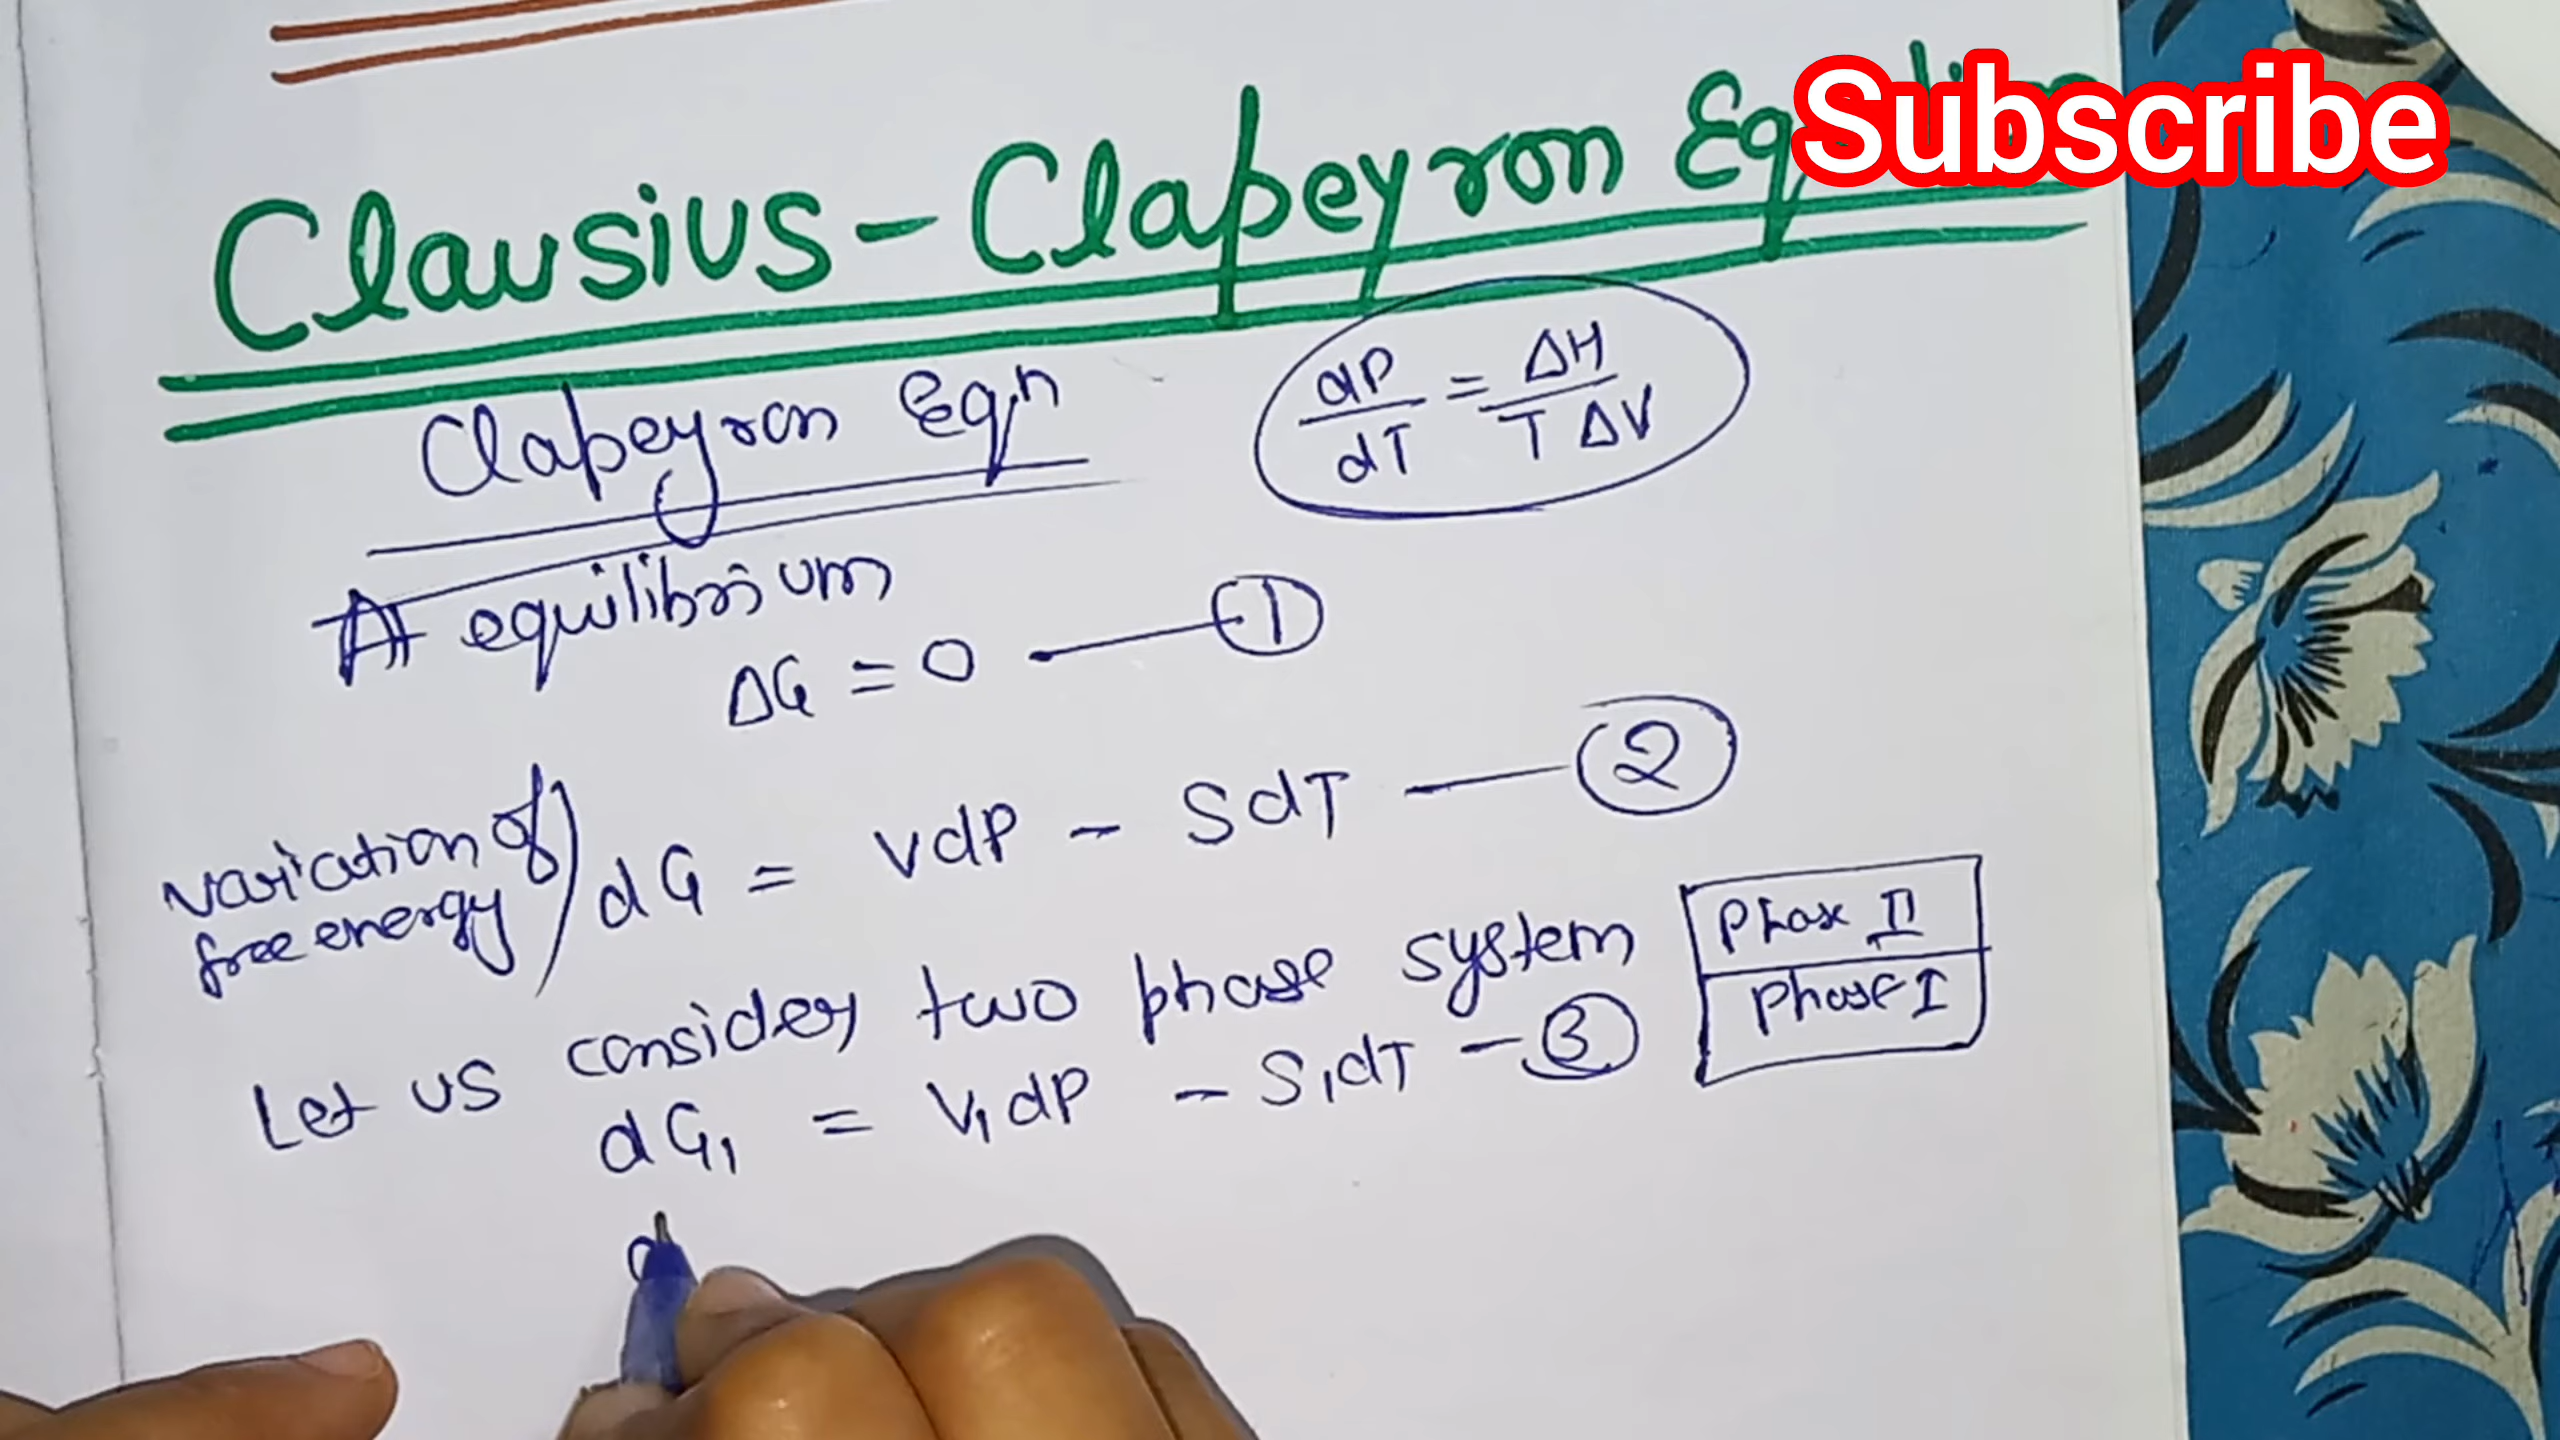 Subscribe
Clausius - Clapeyron Eq
Clapeyron Eqn
dP/dT = ΔH/T ΔV
At equilibrium
ΔG = 0 — 1
variation of
free energy
dG = VdP - SdT — 2
Let us consider two phase system
Phase II
Phase I
dG₁ = V₁dP - S₁dT - 3